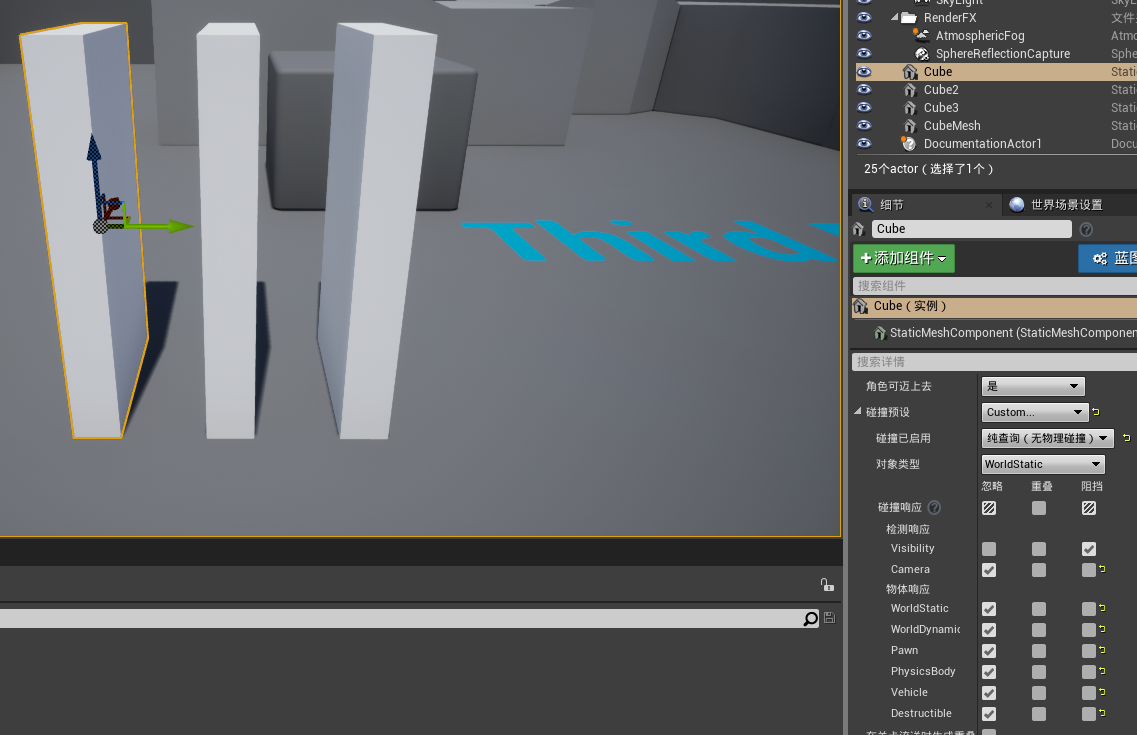 SkyLight SkyL
RenderFX 文件
AtmosphericFog Atmo
SphereReflectionCapture Sphe
Cube Stati
Cube2 Stati
Cube3 Stati
CubeMesh Stati
DocumentationActor1 Docu
25个actor（选择了1个）
细节 世界场景设置
Cube
添加组件 蓝图
搜索组件
Cube（实例）
StaticMeshComponent (StaticMeshComponen
搜索详情
角色可迈上去 是
碰撞预设 Custom...
碰撞已启用 纯查询（无物理碰撞）
对象类型 WorldStatic
忽略 重叠 阻挡
碰撞响应
检测响应
Visibility
Camera
物体响应
WorldStatic
WorldDynamic
Pawn
PhysicsBody
Vehicle
Destructible
Third